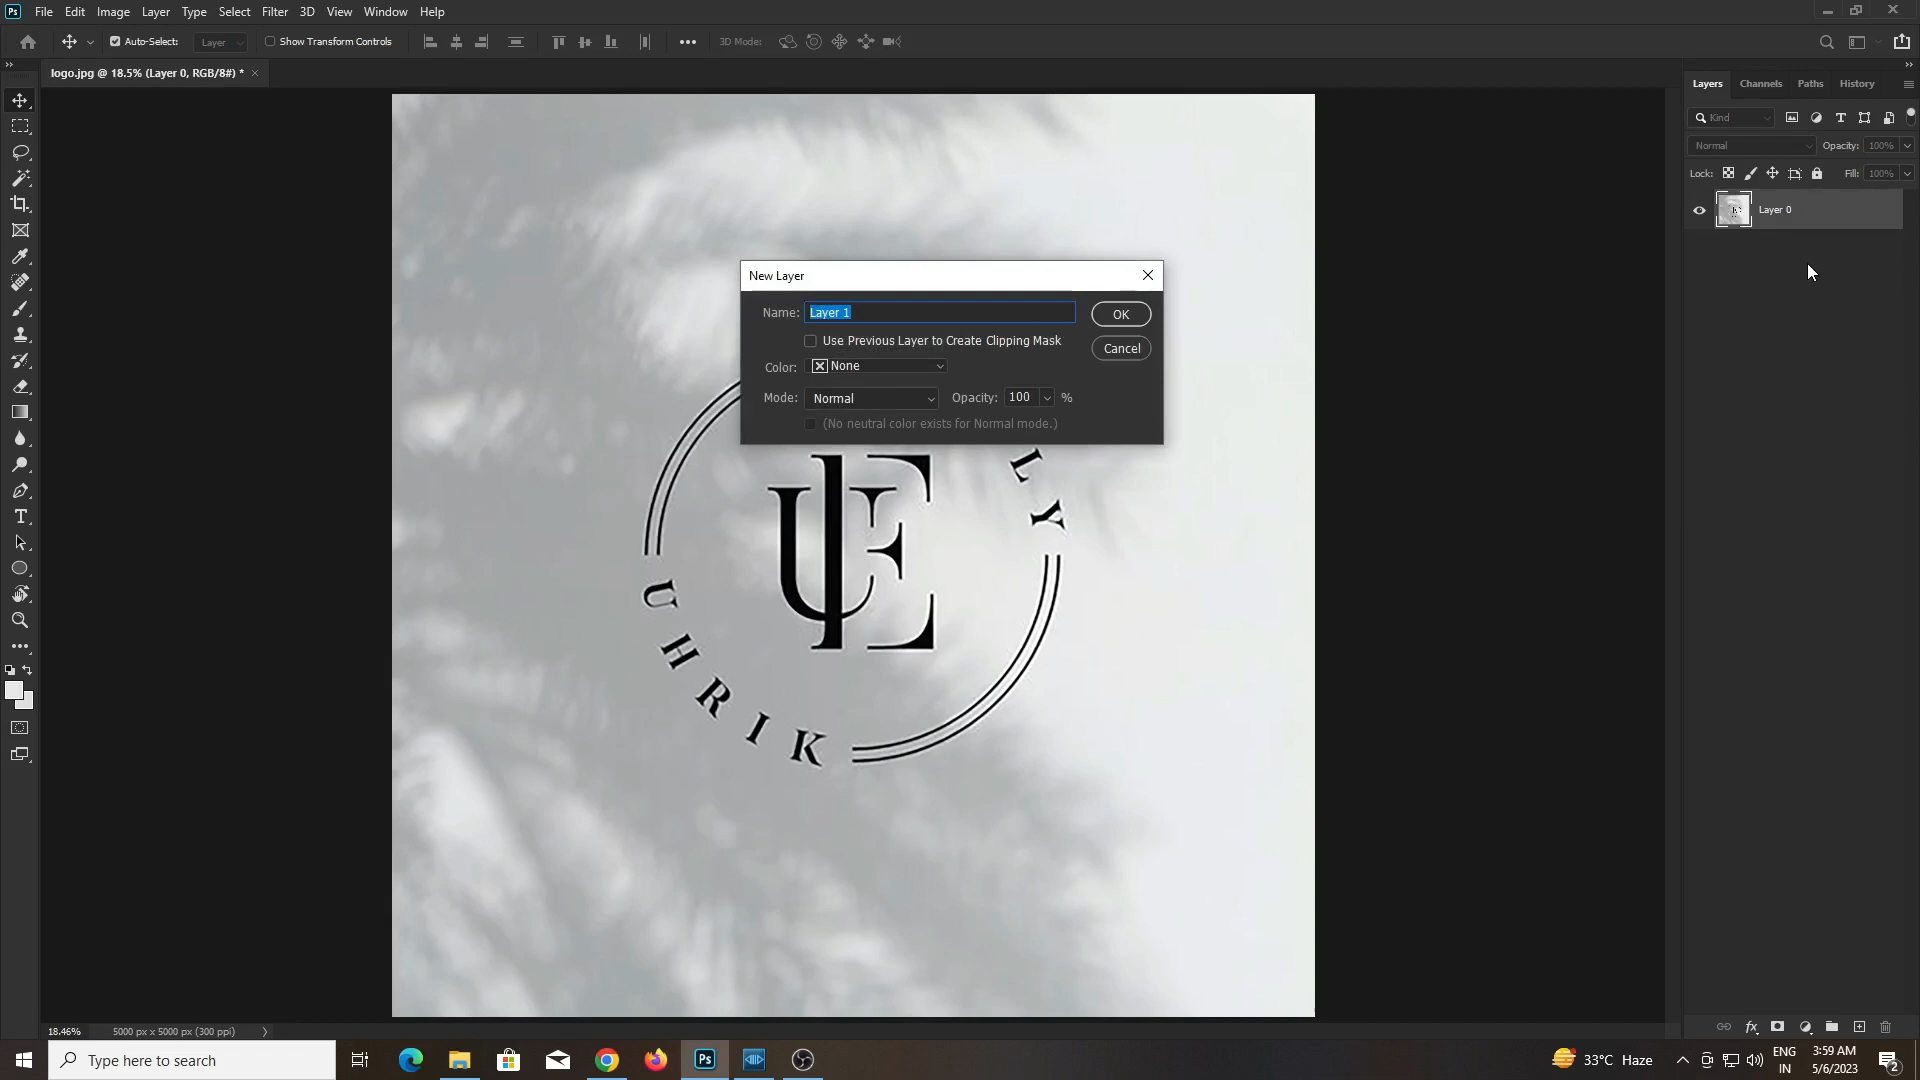 Ps File Edit Image Layer Type Select Filter 3D View Window Help
Auto-Select: Layer Show Transform Controls 3D Mode:
logo.jpg @ 18.5% (Layer 0, RGB/8#) * ×
Layers Channels Paths History
Kind
Normal Opacity: 100%
Lock: Fill: 100%
Layer 0
New Layer
Name: Layer 1 OK
Use Previous Layer to Create Clipping Mask Cancel
Color: None
Mode: Normal Opacity: 100 %
(No neutral color exists for Normal mode.)
LY
UE
UHRIK
18.46% 5000 px x 5000 px (300 ppi)
Type here to search
Ps
33°C Haze
ENG
IN
3:59 AM
5/6/2023
2